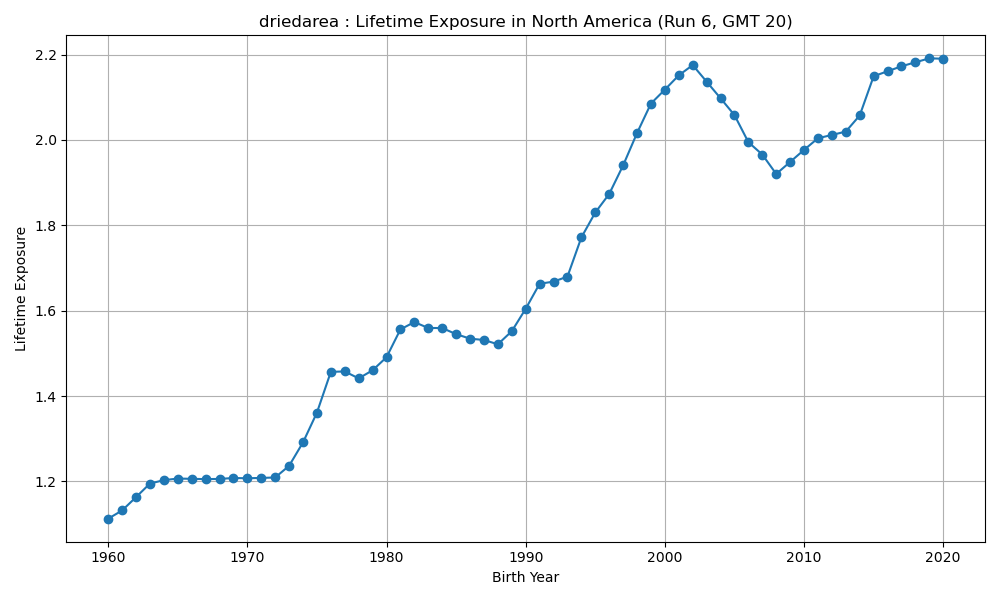 driedarea : Lifetime Exposure in North America (Run 6, GMT 20)
Lifetime Exposure
2.2
2.0
1.8
1.6
1.4
1.2
1960 1970 1980 1990 2000 2010 2020
Birth Year